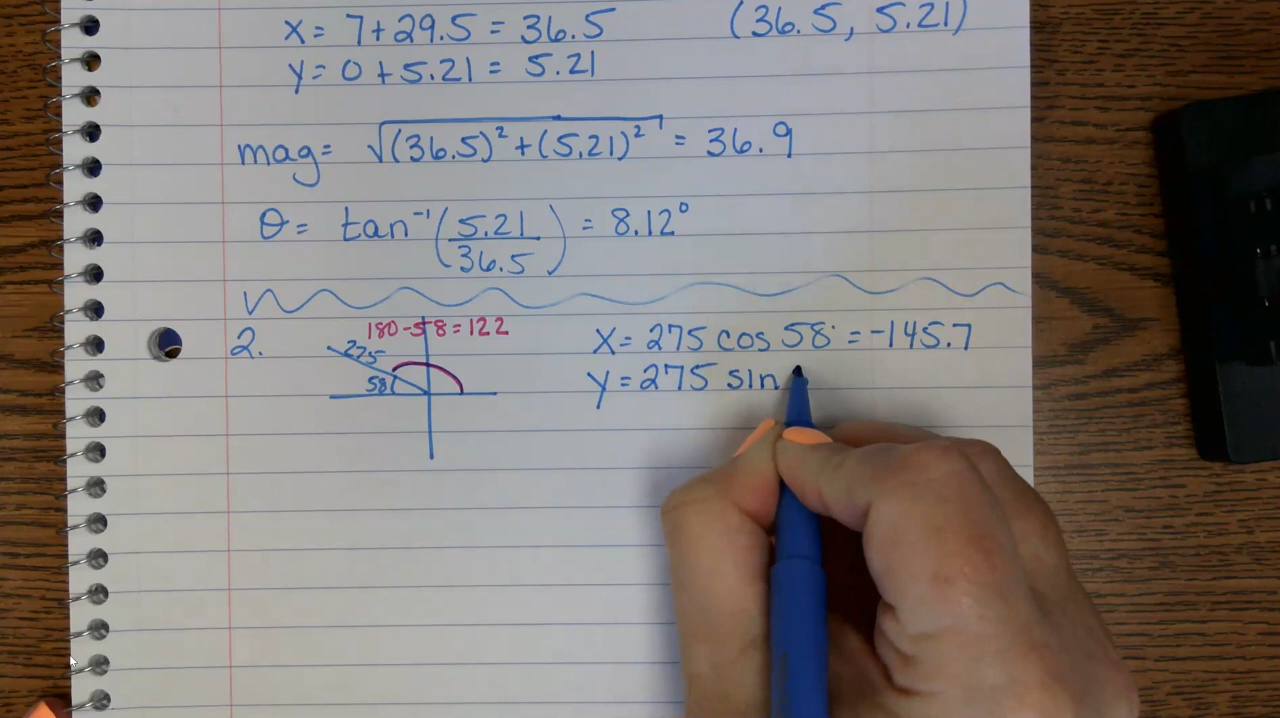 x = 7 + 29.5 = 36.5 (36.5, 5.21)
y = 0 + 5.21 = 5.21
mag = √(36.5)² + (5.21)² = 36.9
θ = tan⁻¹ (5.21 / 36.5) = 8.12°
2.
180 - 58 = 122
275
58
x = 275 cos 58 = -145.7
y = 275 sin